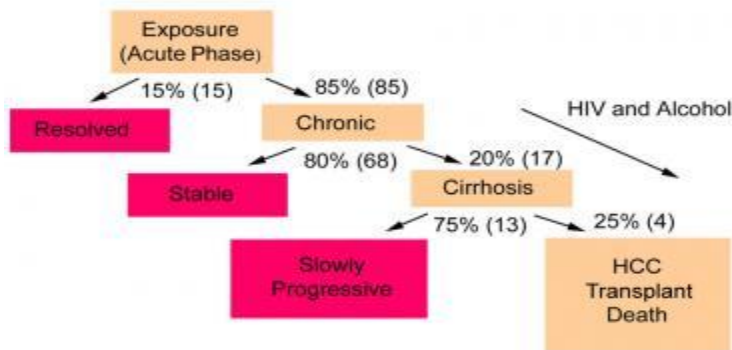 Exposure
(Acute Phase)
15% (15)
85% (85)
Resolved
Chronic
HIV and Alcohol
80% (68)
20% (17)
Stable
Cirrhosis
75% (13)
25% (4)
Slowly
Progressive
HCC
Transplant
Death